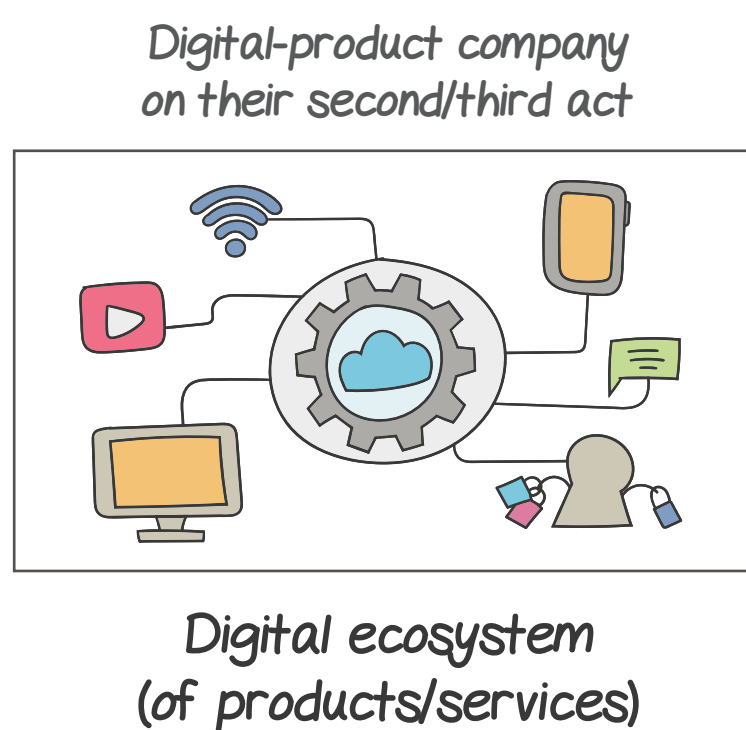 Digital-product company
on their second/third act
Digital ecosystem
(of products/services)